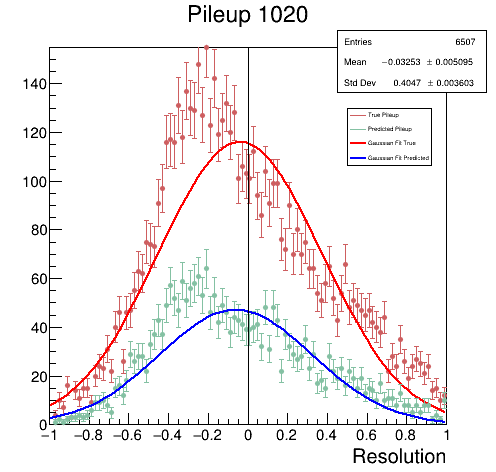 Pileup 1020
Entries 6507
Mean −0.03253 ± 0.005095
Std Dev 0.4047 ± 0.003603
True Pileup
Predicted Pileup
Gaussian Fit True
Gaussian Fit Predicted
140
120
100
80
60
40
20
0
−1 −0.8 −0.6 −0.4 −0.2 0 0.2 0.4 0.6 0.8 1
Resolution